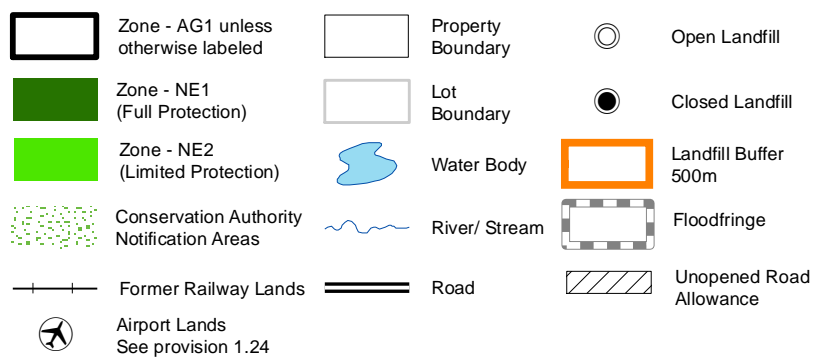 Zone - AG1 unless
otherwise labeled
Zone - NE1
(Full Protection)
Zone - NE2
(Limited Protection)
Conservation Authority
Notification Areas
Former Railway Lands
Airport Lands
See provision 1.24
Property
Boundary
Lot
Boundary
Water Body
River/ Stream
Road
Open Landfill
Closed Landfill
Landfill Buffer
500m
Floodfringe
Unopened Road
Allowance